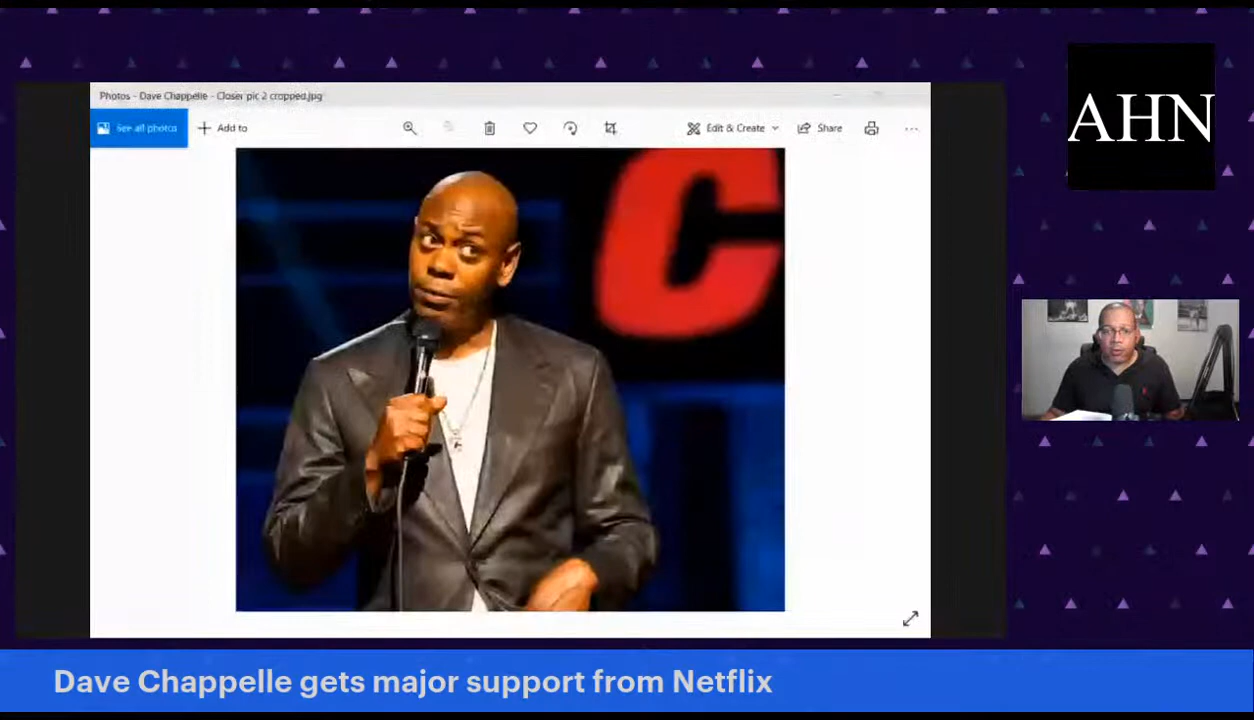 Photos - Dave Chappelle - Closer pic 2 cropped.jpg
See all photos
Add to
Edit & Create
Share
AHN
C
Dave Chappelle gets major support from Netflix